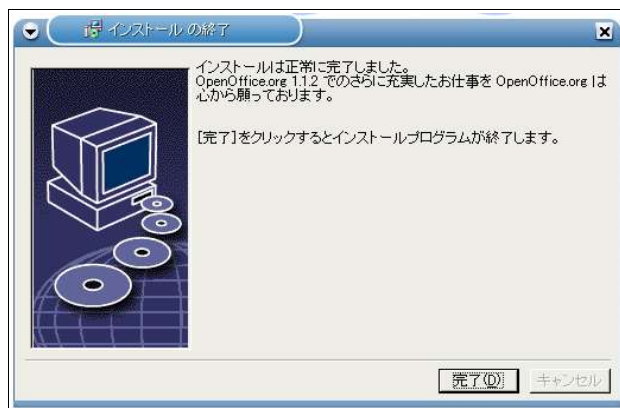 インストール の終了
インストールは正常に完了しました。
OpenOffice.org 1.1.2 でのさらに充実したお仕事を OpenOffice.org は
心から願っております。
[完了]をクリックするとインストールプログラムが終了します。
完了(D)
キャンセル